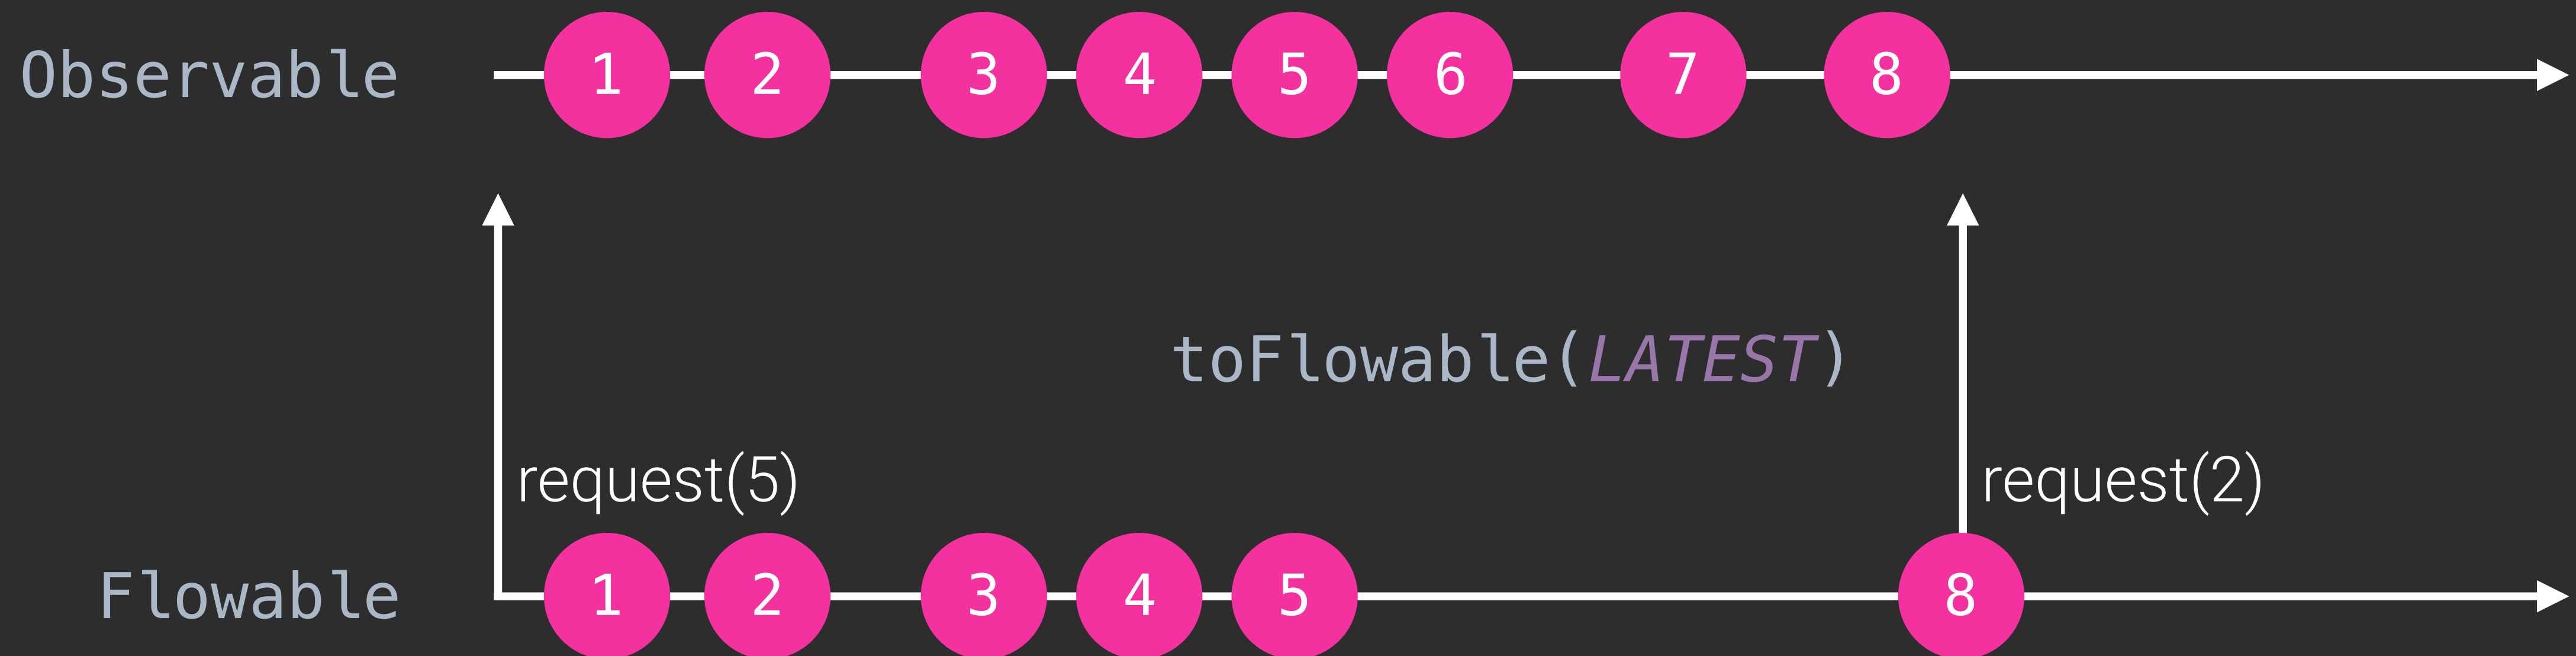 Observable 1 2 3 4 5 6 7 8
toFlowable(LATEST)
request(5) request(2)
Flowable 1 2 3 4 5 8